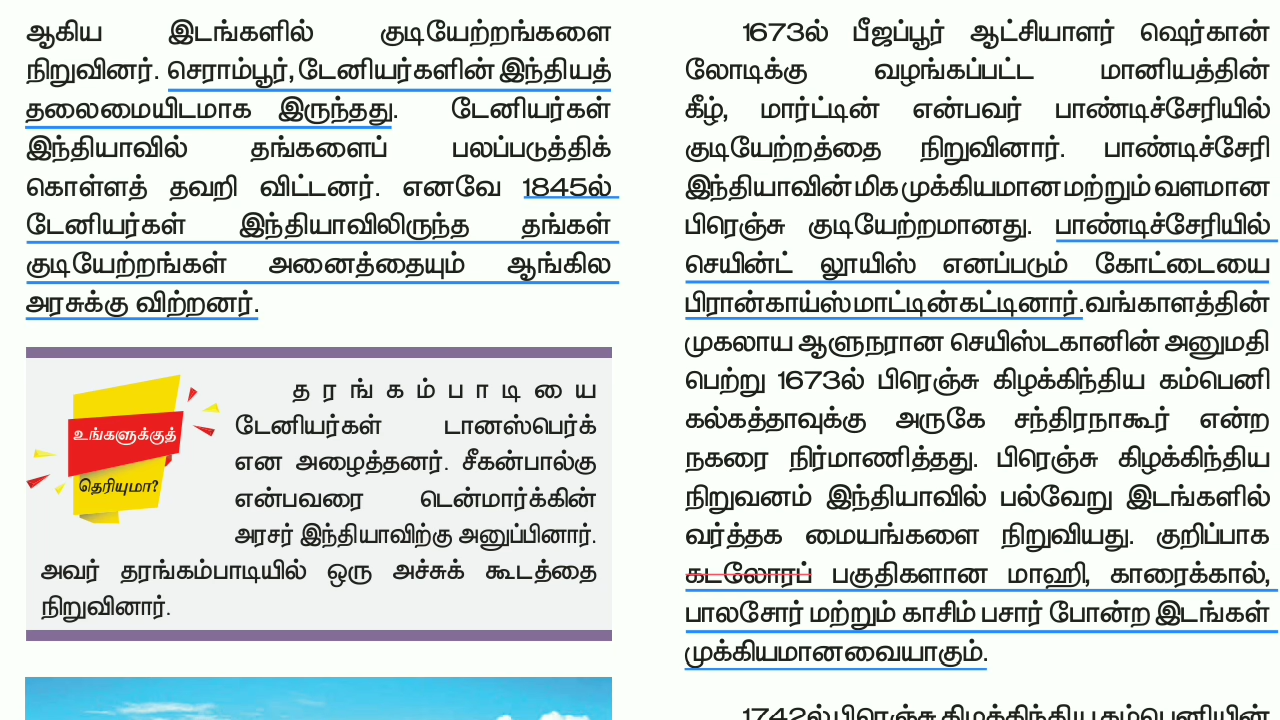 ஆகிய இடங்களில் குடியேற்றங்களை
நிறுவினர். செராம்பூர், டேனியர்களின் இந்தியத்
தலைமையிடமாக இருந்தது. டேனியர்கள்
இந்தியாவில் தங்களைப் பலப்படுத்திக்
கொள்ளத் தவறி விட்டனர். எனவே 1845ல்
டேனியர்கள் இந்தியாவிலிருந்த தங்கள்
குடியேற்றங்கள் அனைத்தையும் ஆங்கில
அரசுக்கு விற்றனர்.
உங்களுக்குத்
தெரியுமா?
தரங்கம்பாடியை
டேனியர்கள் டானஸ்பெர்க்
என அழைத்தனர். சீகன்பால்கு
என்பவரை டென்மார்க்கின்
அரசர் இந்தியாவிற்கு அனுப்பினார்.
அவர் தரங்கம்பாடியில் ஒரு அச்சுக் கூடத்தை
நிறுவினார்.
1673ல் பீஜப்பூர் ஆட்சியாளர் ஷெர்கான்
லோடிக்கு வழங்கப்பட்ட மானியத்தின்
கீழ், மார்ட்டின் என்பவர் பாண்டிச்சேரியில்
குடியேற்றத்தை நிறுவினார். பாண்டிச்சேரி
இந்தியாவின் மிக முக்கியமான மற்றும் வளமான
பிரெஞ்சு குடியேற்றமானது. பாண்டிச்சேரியில்
செயின்ட் லூயிஸ் எனப்படும் கோட்டையை
பிரான்காய்ஸ் மாட்டின் கட்டினார். வங்காளத்தின்
முகலாய ஆளுநரான செயிஸ்டகானின் அனுமதி
பெற்று 1673ல் பிரெஞ்சு கிழக்கிந்திய கம்பெனி
கல்கத்தாவுக்கு அருகே சந்திரநாகூர் என்ற
நகரை நிர்மாணித்தது. பிரெஞ்சு கிழக்கிந்திய
நிறுவனம் இந்தியாவில் பல்வேறு இடங்களில்
வர்த்தக மையங்களை நிறுவியது. குறிப்பாக
கடலோரப் பகுதிகளான மாஹி, காரைக்கால்,
பாலசோர் மற்றும் காசிம் பசார் போன்ற இடங்கள்
முக்கியமானவையாகும்.
1742ல் பிரெஞ்சு கிழக்கிந்திய கம்பெனியின்